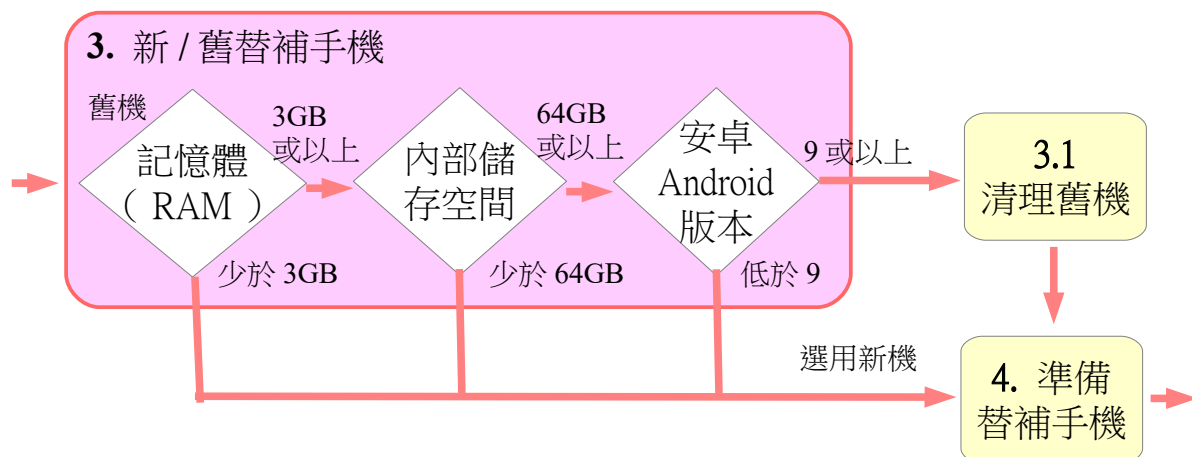 3. 新 / 舊替補手機
舊機
記憶體
( RAM )
3GB
或以上
內部儲
存空間
64GB
或以上
安卓
Android
版本
9 或以上
3.1
清理舊機
少於 3GB
少於 64GB
低於 9
選用新機
4. 準備
替補手機